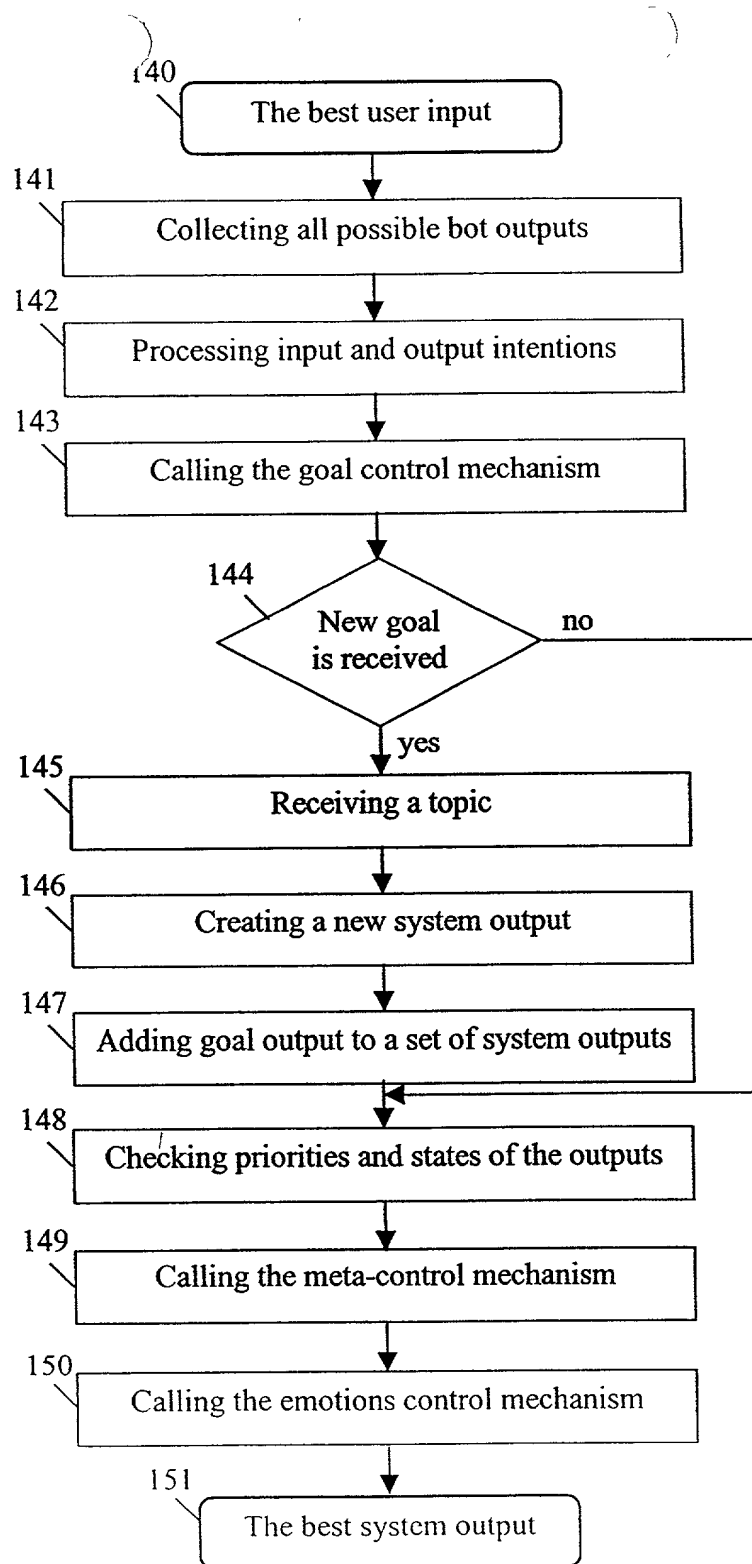 140
The best user input
141
Collecting all possible bot outputs
142
Processing input and output intentions
143
Calling the goal control mechanism
144
New goal
is received
no
yes
145
Receiving a topic
146
Creating a new system output
147
Adding goal output to a set of system outputs
148
Checking priorities and states of the outputs
149
Calling the meta-control mechanism
150
Calling the emotions control mechanism
151
The best system output